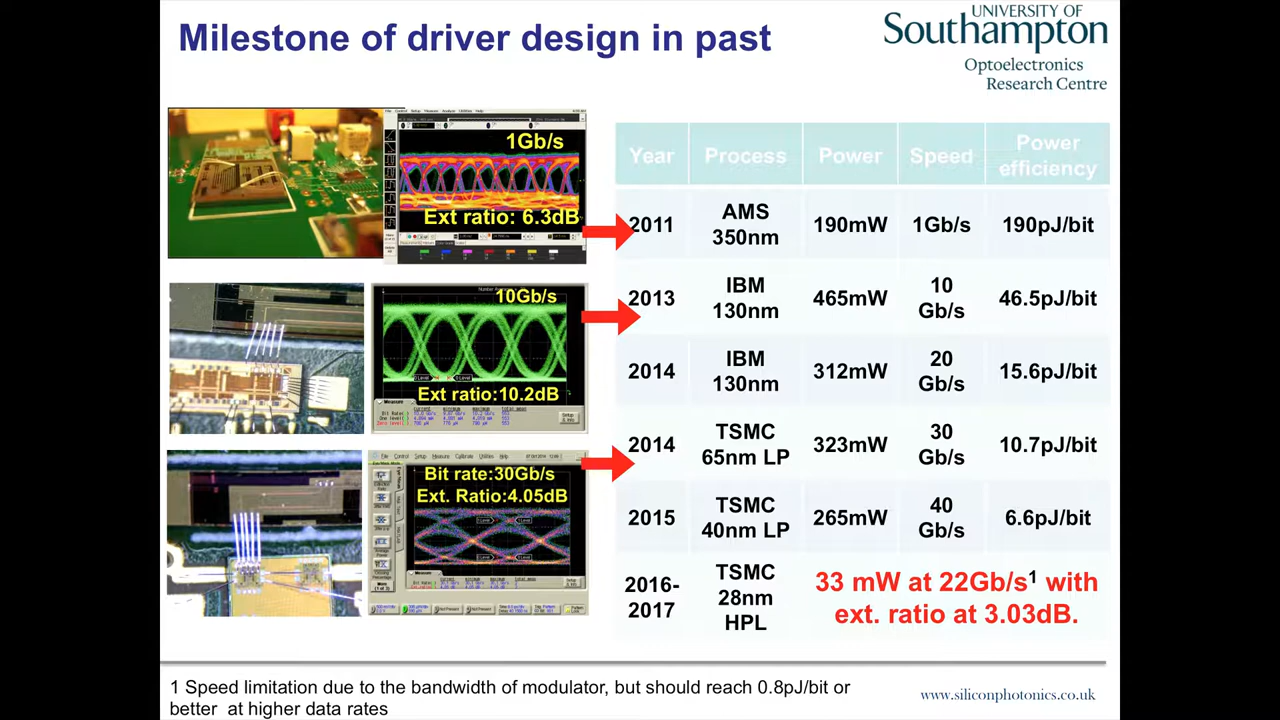 Milestone of driver design in past
UNIVERSITY OF
Southampton
Optoelectronics
Research Centre
1Gb/s
Ext ratio: 6.3dB
10Gb/s
Ext ratio:10.2dB
Bit rate:30Gb/s
Ext. Ratio:4.05dB
Year Process Power Speed Power efficiency
2011 AMS 350nm 190mW 1Gb/s 190pJ/bit
2013 IBM 130nm 465mW 10 Gb/s 46.5pJ/bit
2014 IBM 130nm 312mW 20 Gb/s 15.6pJ/bit
2014 TSMC 65nm LP 323mW 30 Gb/s 10.7pJ/bit
2015 TSMC 40nm LP 265mW 40 Gb/s 6.6pJ/bit
2016-2017 TSMC 28nm HPL 33 mW at 22Gb/s1 with ext. ratio at 3.03dB.
1 Speed limitation due to the bandwidth of modulator, but should reach 0.8pJ/bit or
better at higher data rates
www.siliconphotonics.co.uk